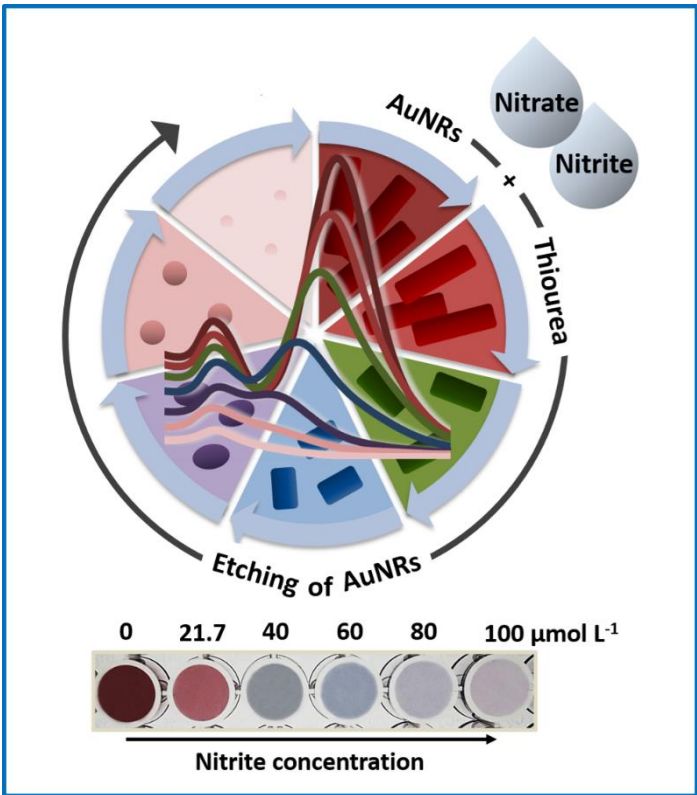 Nitrate
Nitrite
AuNRs
+
Thiourea
Etching of AuNRs
0 21.7 40 60 80 100 µmol L⁻¹
Nitrite concentration